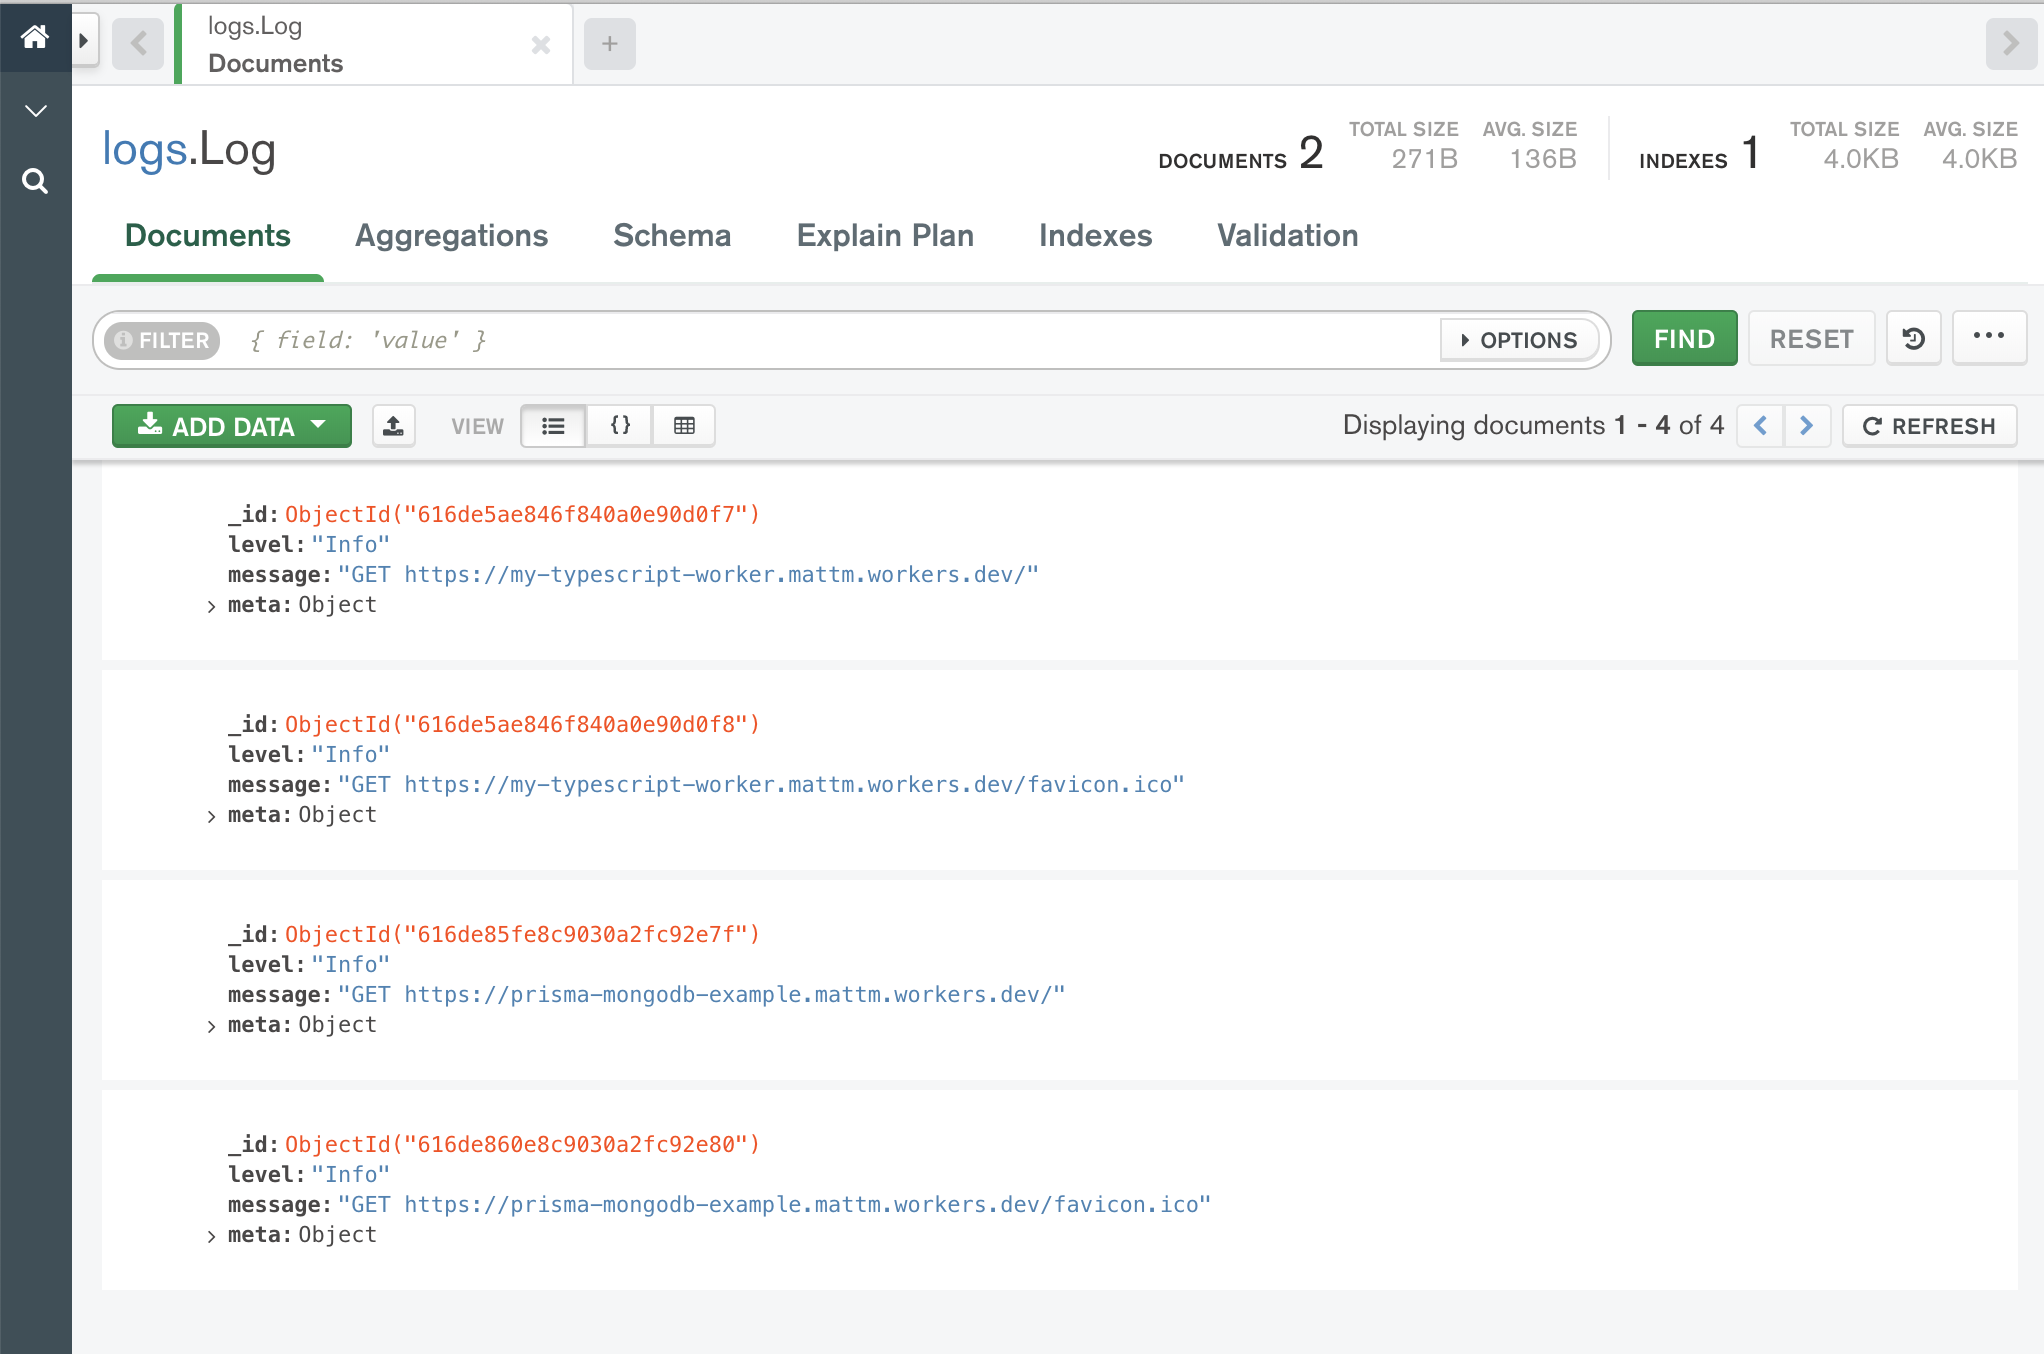 logs.Log
Documents
logs.Log
DOCUMENTS 2
TOTAL SIZE
271B
AVG. SIZE
136B
INDEXES 1
TOTAL SIZE
4.0KB
AVG. SIZE
4.0KB
Documents Aggregations Schema Explain Plan Indexes Validation
FILTER { field: 'value' } OPTIONS FIND RESET ...
ADD DATA VIEW {} Displaying documents 1 - 4 of 4 REFRESH
_id: ObjectId("616de5ae846f840a0e90d0f7")
level: "Info"
message: "GET https://my-typescript-worker.mattm.workers.dev/"
> meta: Object
_id: ObjectId("616de5ae846f840a0e90d0f8")
level: "Info"
message: "GET https://my-typescript-worker.mattm.workers.dev/favicon.ico"
> meta: Object
_id: ObjectId("616de85fe8c9030a2fc92e7f")
level: "Info"
message: "GET https://prisma-mongodb-example.mattm.workers.dev/"
> meta: Object
_id: ObjectId("616de860e8c9030a2fc92e80")
level: "Info"
message: "GET https://prisma-mongodb-example.mattm.workers.dev/favicon.ico"
> meta: Object